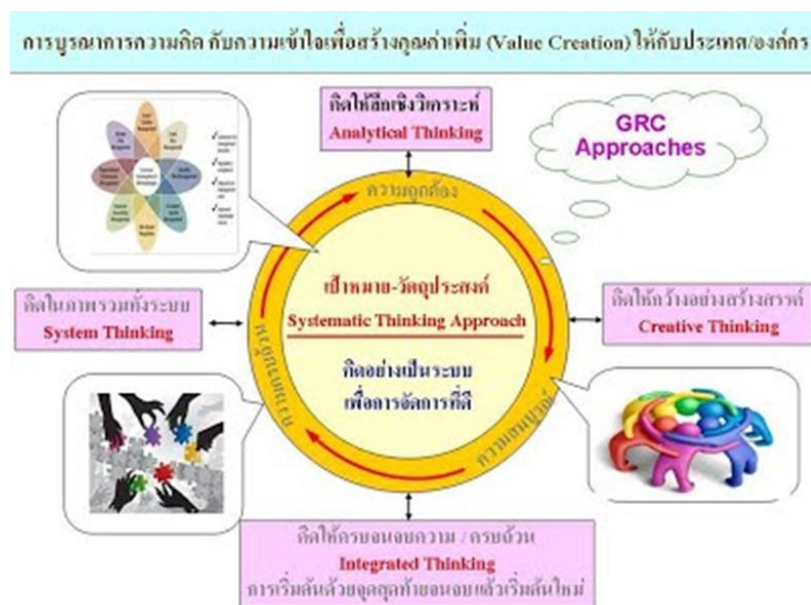 การบูรณาการความคิด กับความเข้าใจเพื่อสร้างคุณค่าเพิ่ม (Value Creation) ให้กับประเทศ/องค์กร
คิดให้ลึกเชิงวิเคราะห์
Analytical Thinking
GRC
Approaches
ความถูกต้อง
เป้าหมาย-วัตถุประสงค์
Systematic Thinking Approach
คิดอย่างเป็นระบบ
เพื่อการจัดการที่ดี
คิดในภาพรวมทั้งระบบ
System Thinking
คิดให้กว้างอย่างสร้างสรรค์
Creative Thinking
ความสมบูรณ์
คิดให้ครบจนจบความ / ครบถ้วน
Integrated Thinking
การเริ่มต้นด้วยจุดสุดท้ายจนจบแล้วเริ่มต้นใหม่